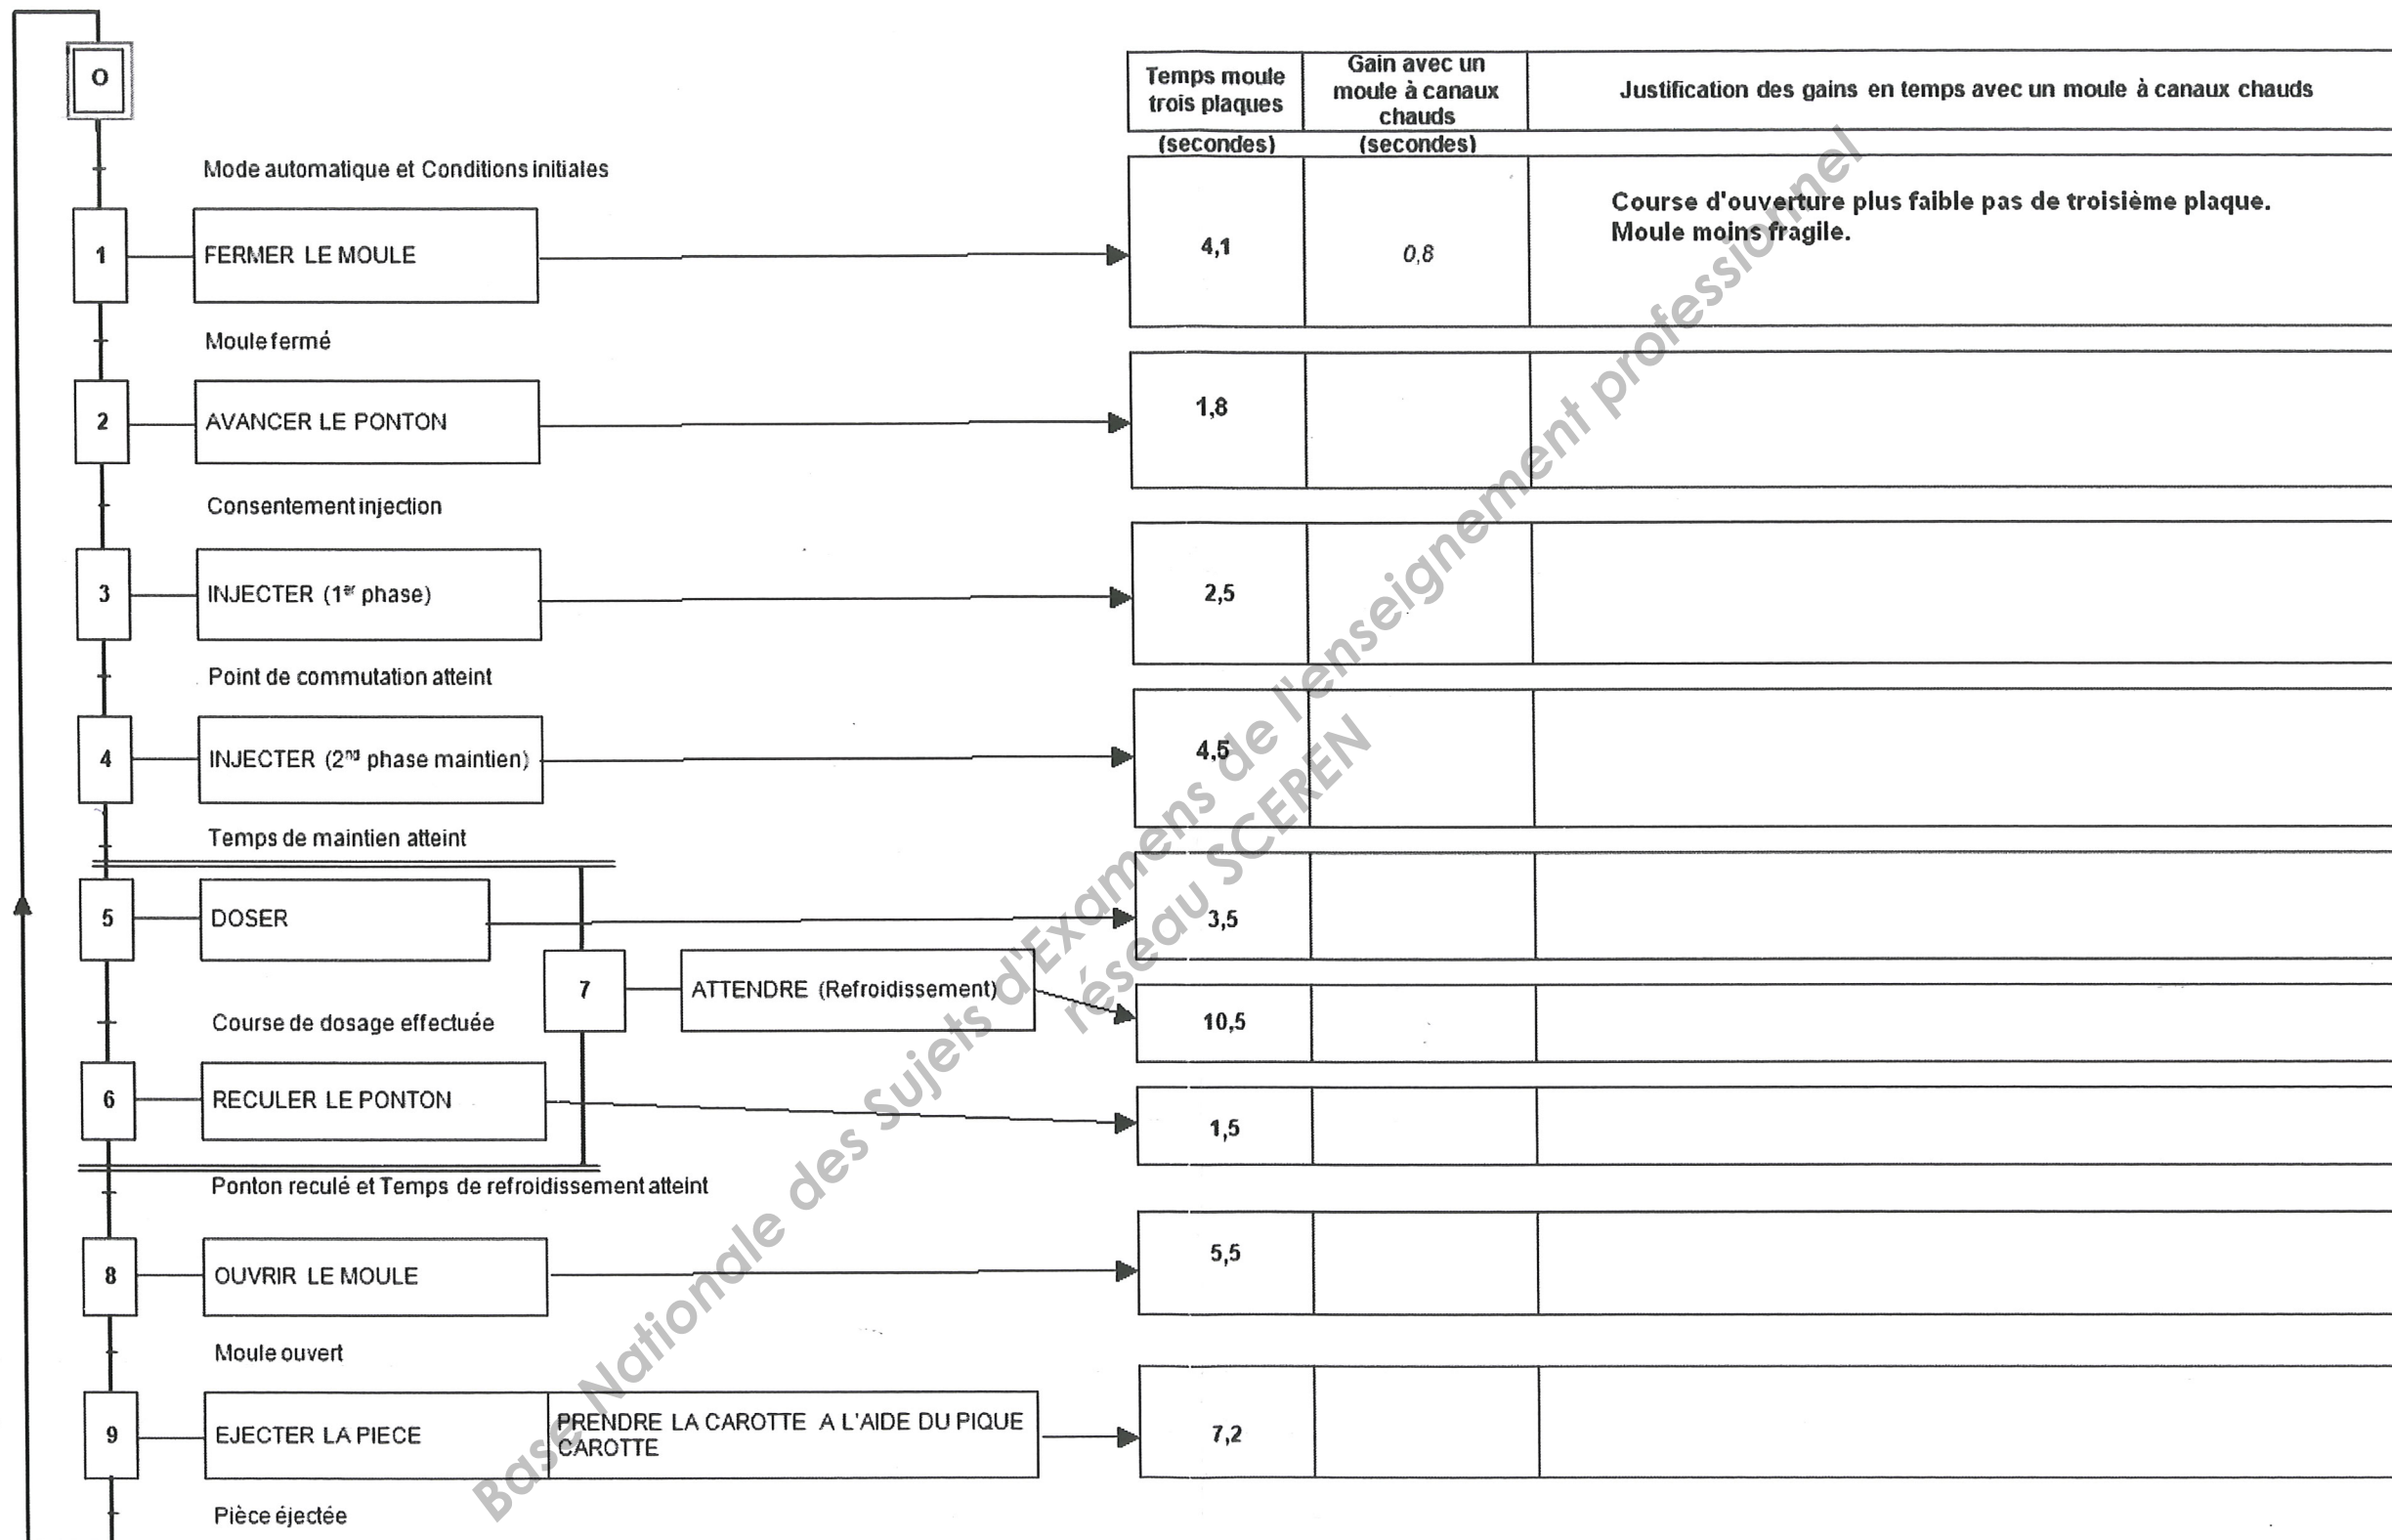 O
Temps moule
trois plaques
Gain avec un
moule à canaux
chauds
Justification des gains en temps avec un moule à canaux chauds
(secondes)
(secondes)
Mode automatique et Conditions initiales
1
FERMER LE MOULE
4,1
0,8
Course d'ouverture plus faible pas de troisième plaque.
Moule moins fragile.
Moule fermé
2
AVANCER LE PONTON
1,8
Consentement injection
3
INJECTER (1er phase)
2,5
Point de commutation atteint
4
INJECTER (2nd phase maintien)
4,5
Temps de maintien atteint
5
DOSER
3,5
7
ATTENDRE (Refroidissement)
10,5
Course de dosage effectuée
6
RECULER LE PONTON
1,5
Ponton reculé et Temps de refroidissement atteint
8
OUVRIR LE MOULE
5,5
Moule ouvert
9
EJECTER LA PIECE
PRENDRE LA CAROTTE A L'AIDE DU PIQUE
CAROTTE
7,2
Pièce éjectée
Base Nationale des Sujets d'Examens de l'enseignement professionnel
réseau SCEREN